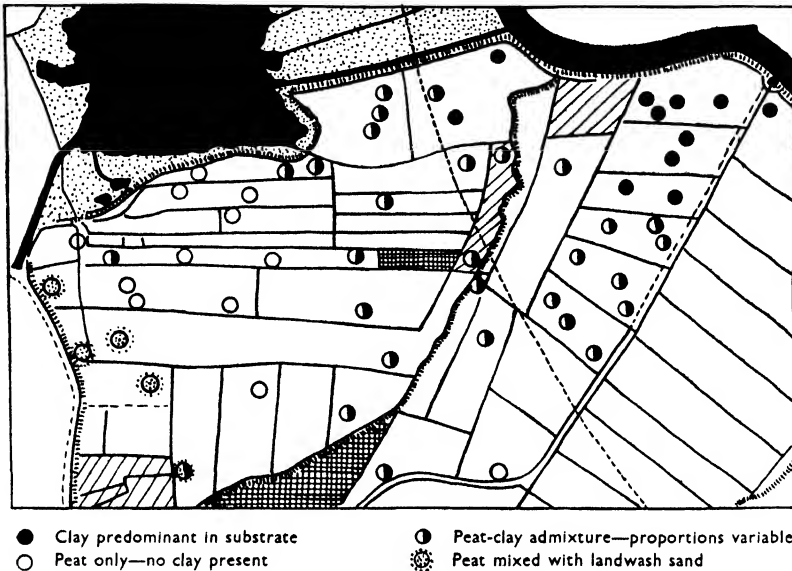 Clay predominant in substrate
Peat only—no clay present
Peat-clay admixture—proportions variable
Peat mixed with landwash sand